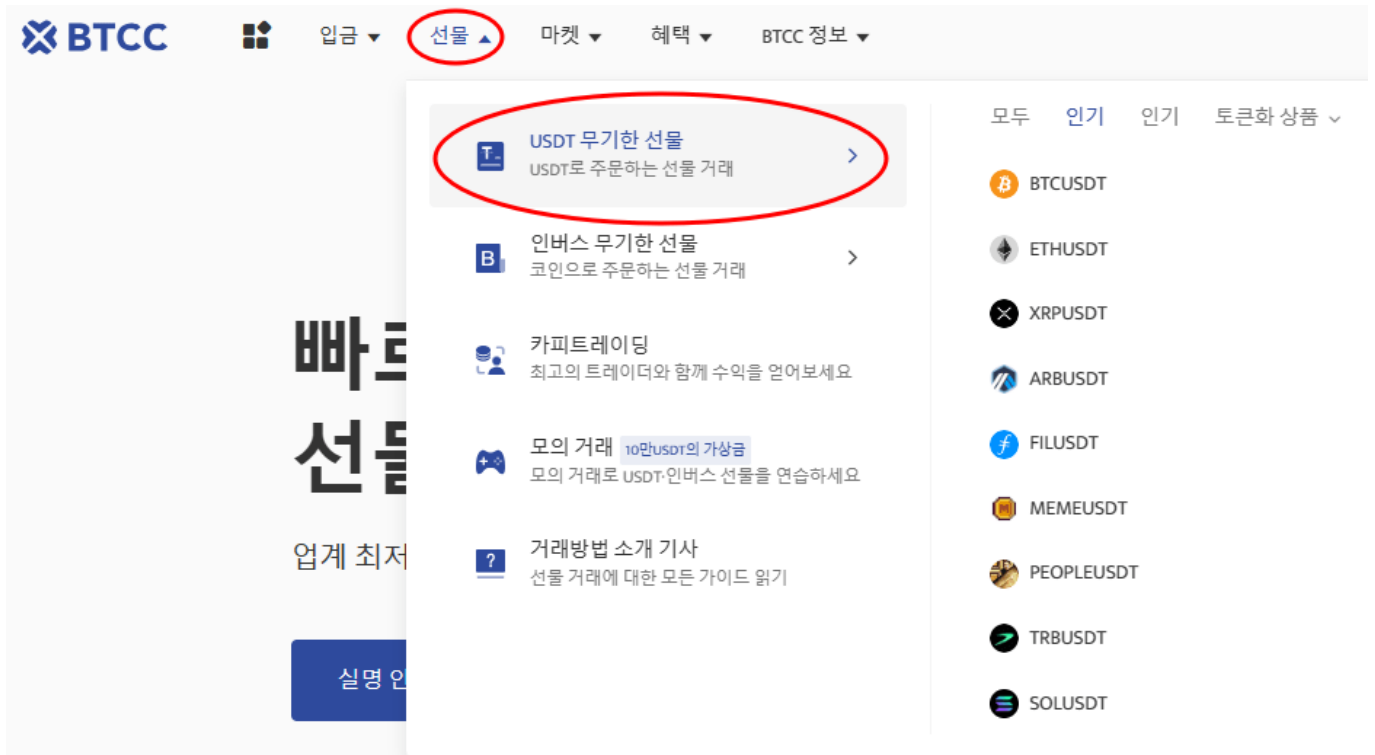 BTCC
입금
선물
마켓
혜택
BTCC 정보
USDT 무기한 선물
USDT로 주문하는 선물 거래
인버스 무기한 선물
코인으로 주문하는 선물 거래
카피트레이딩
최고의 트레이더와 함께 수익을 얻어보세요
모의 거래 10만USDT의 가상금
모의 거래로 USDT·인버스 선물을 연습하세요
거래방법 소개 기사
선물 거래에 대한 모든 가이드 읽기
모두 인기 인기 토큰화 상품
BTCUSDT
ETHUSDT
XRPUSDT
ARBUSDT
FILUSDT
MEMEUSDT
PEOPLEUSDT
TRBUSDT
SOLUSDT
빠르
선물
업계 최저
실명 인